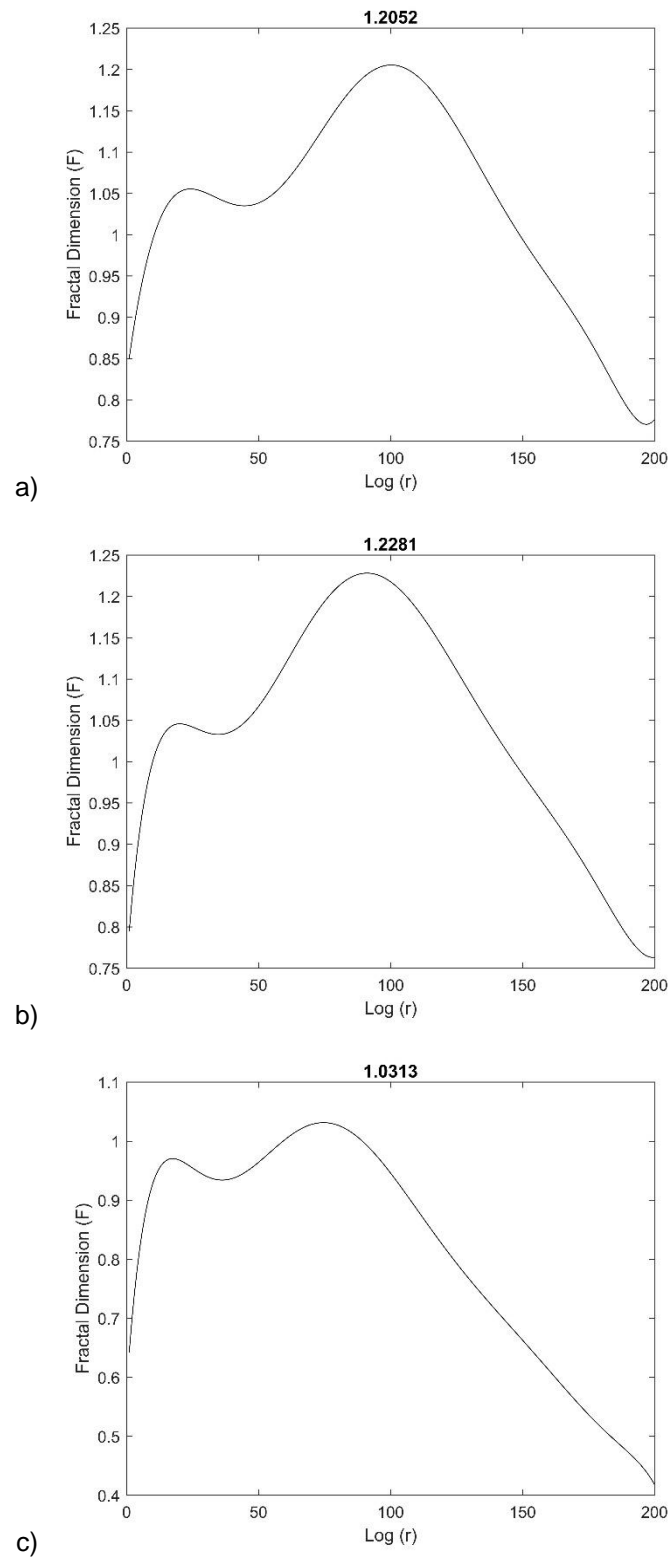 1.2052
1.25
1.2
1.15
1.1
1.05
1
0.95
0.9
0.85
0.8
0.75
Fractal Dimension (F)
0 50 100 150 200
Log (r)
a)
1.2281
1.25
1.2
1.15
1.1
1.05
1
0.95
0.9
0.85
0.8
0.75
Fractal Dimension (F)
0 50 100 150 200
Log (r)
b)
1.0313
1.1
1
0.9
0.8
0.7
0.6
0.5
0.4
Fractal Dimension (F)
0 50 100 150 200
Log (r)
c)